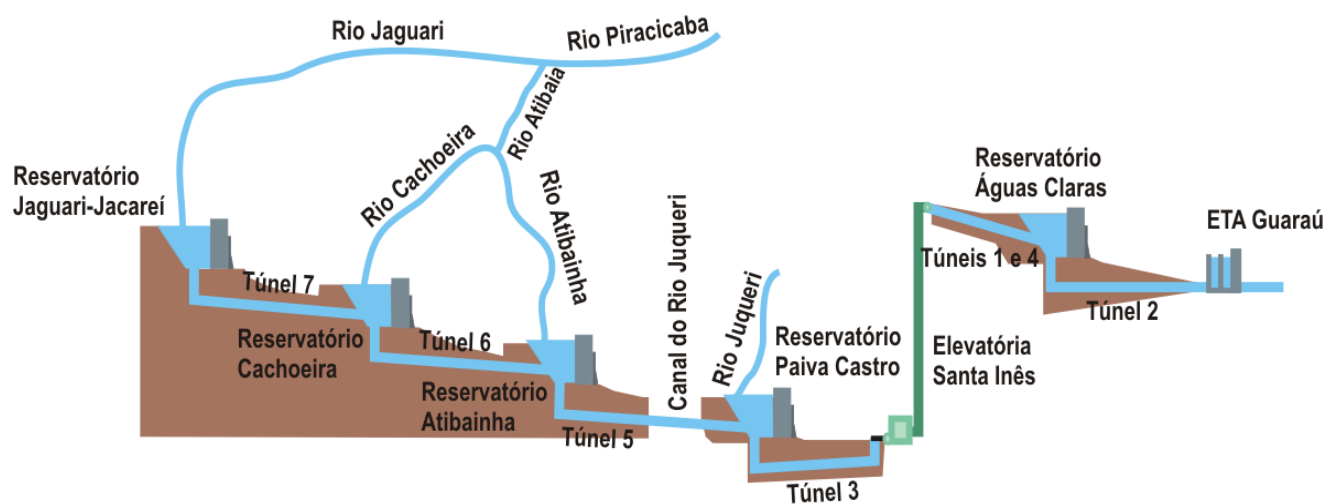 Rio Jaguari
Rio Piracicaba
Rio Atibaia
Rio Cachoeira
Rio Atibainha
Reservatório
Jaguari-Jacareí
Túnel 7
Reservatório
Cachoeira
Túnel 6
Reservatório
Atibainha
Túnel 5
Canal do Rio Juqueri
Rio Juqueri
Reservatório
Paiva Castro
Túnel 3
Elevatória
Santa Inês
Reservatório
Águas Claras
Túneis 1 e 4
Túnel 2
ETA Guaraú